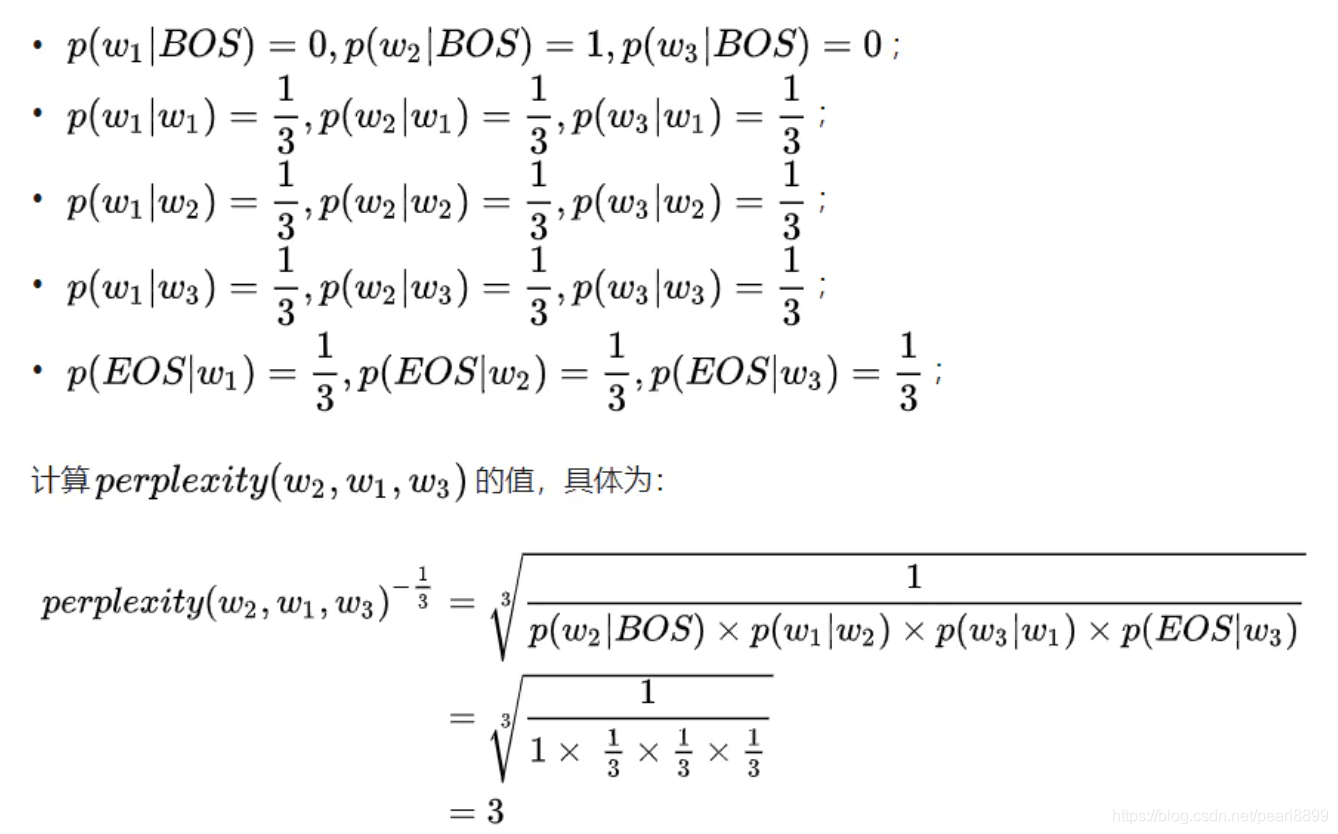 • p(w₁|BOS) = 0, p(w₂|BOS) = 1, p(w₃|BOS) = 0 ;
• p(w₁|w₁) = 1/3, p(w₂|w₁) = 1/3, p(w₃|w₁) = 1/3 ;
• p(w₁|w₂) = 1/3, p(w₂|w₂) = 1/3, p(w₃|w₂) = 1/3 ;
• p(w₁|w₃) = 1/3, p(w₂|w₃) = 1/3, p(w₃|w₃) = 1/3 ;
• p(EOS|w₁) = 1/3, p(EOS|w₂) = 1/3, p(EOS|w₃) = 1/3 ;
计算 perplexity(w₂, w₁, w₃) 的值，具体为：
perplexity(w₂, w₁, w₃)^(-1/3) = ∛(1 / (p(w₂|BOS) × p(w₁|w₂) × p(w₃|w₁) × p(EOS|w₃)))
= ∛(1 / (1 × 1/3 × 1/3 × 1/3))
= 3
https://blog.csdn.net/pearl8899